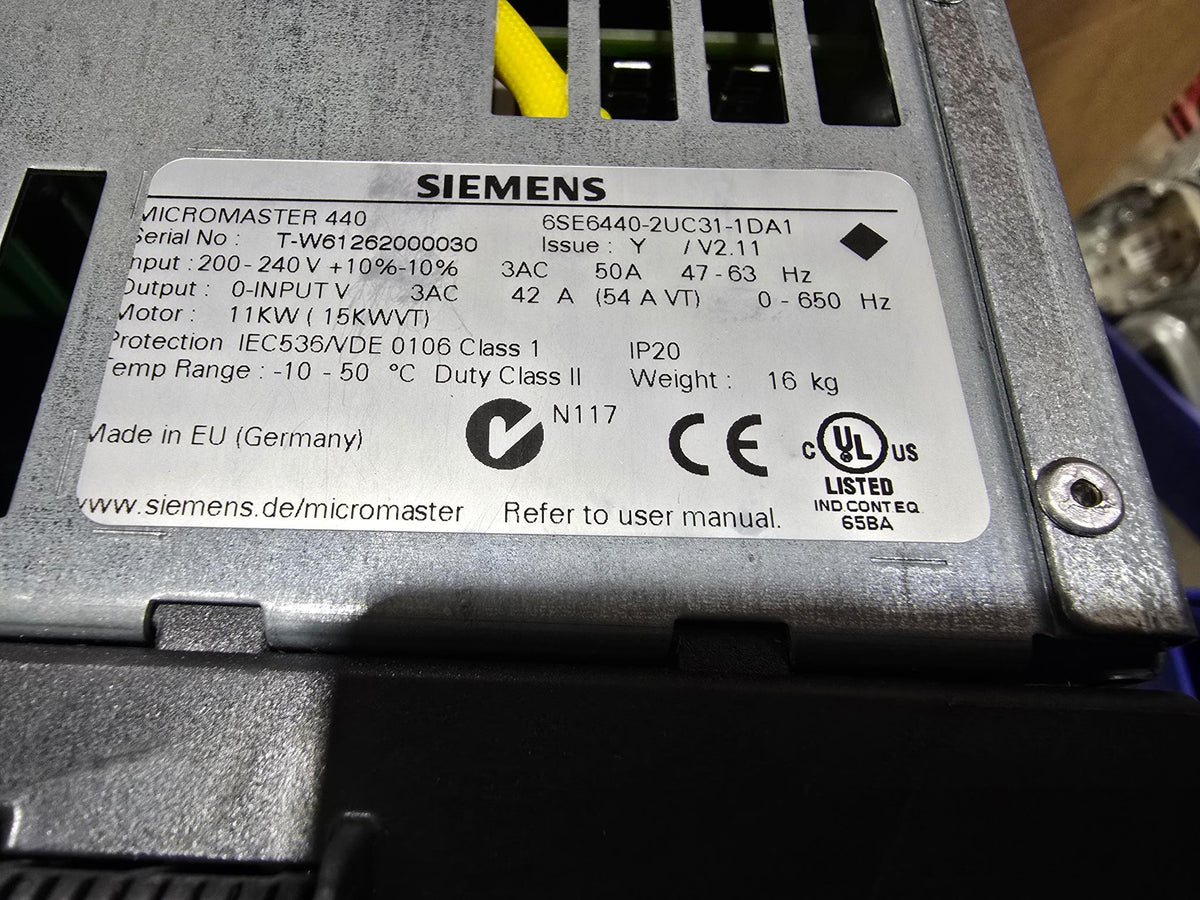 SIEMENS
MICROMASTER 440 6SE6440-2UC31-1DA1
Serial No : T-W61262000030 Issue : Y / V2.11
Input : 200 - 240 V +10%-10% 3AC 50A 47 - 63 Hz
Output : 0-INPUT V 3AC 42 A (54 A VT) 0 - 650 Hz
Motor : 11KW ( 15KWVT)
Protection IEC536/VDE 0106 Class 1 IP20
Temp Range : -10 - 50 °C Duty Class II Weight : 16 kg
Made in EU (Germany) N117 CE C UL US
LISTED
IND CONT EQ
65BA
www.siemens.de/micromaster Refer to user manual.